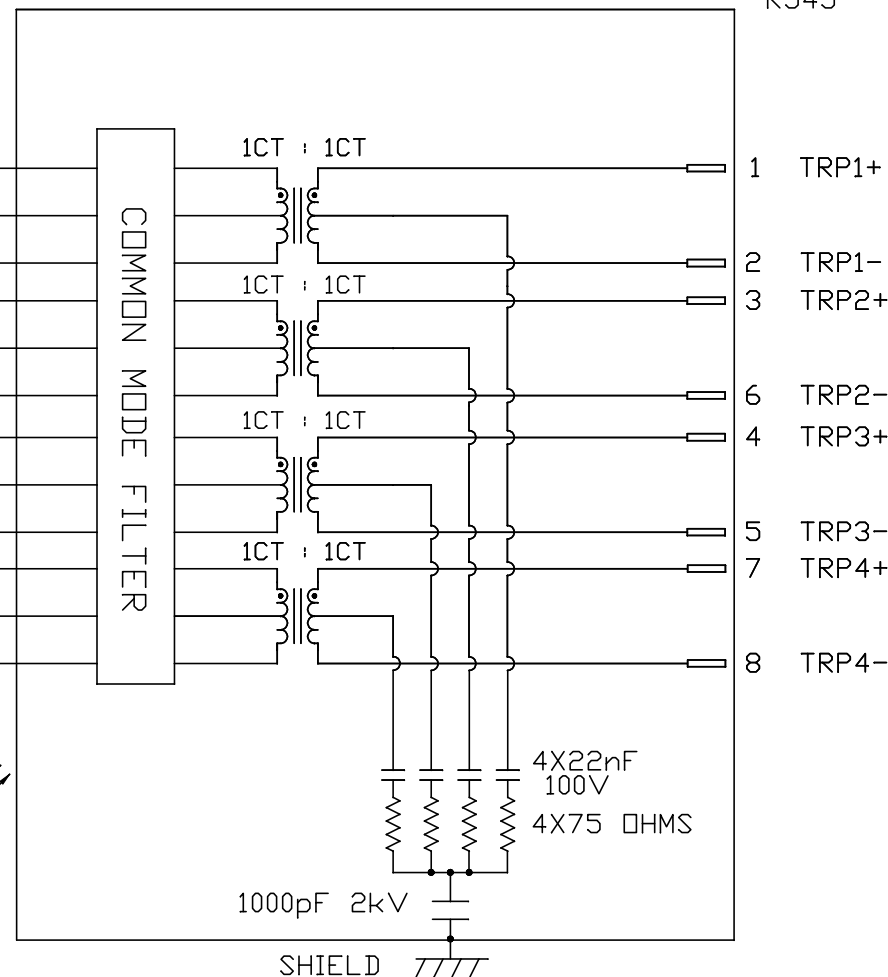 1CT : 1CT
1 TRP1+
COMMON MODE FILTER
2 TRP1-
1CT : 1CT
3 TRP2+
6 TRP2-
1CT : 1CT
4 TRP3+
5 TRP3-
1CT : 1CT
7 TRP4+
8 TRP4-
4X22nF
100V
4X75 OHMS
1000pF 2kV
SHIELD